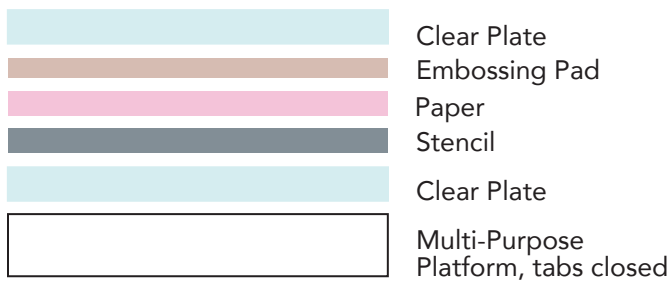 Clear Plate
Embossing Pad
Paper
Stencil
Clear Plate
Multi-Purpose
Platform, tabs closed